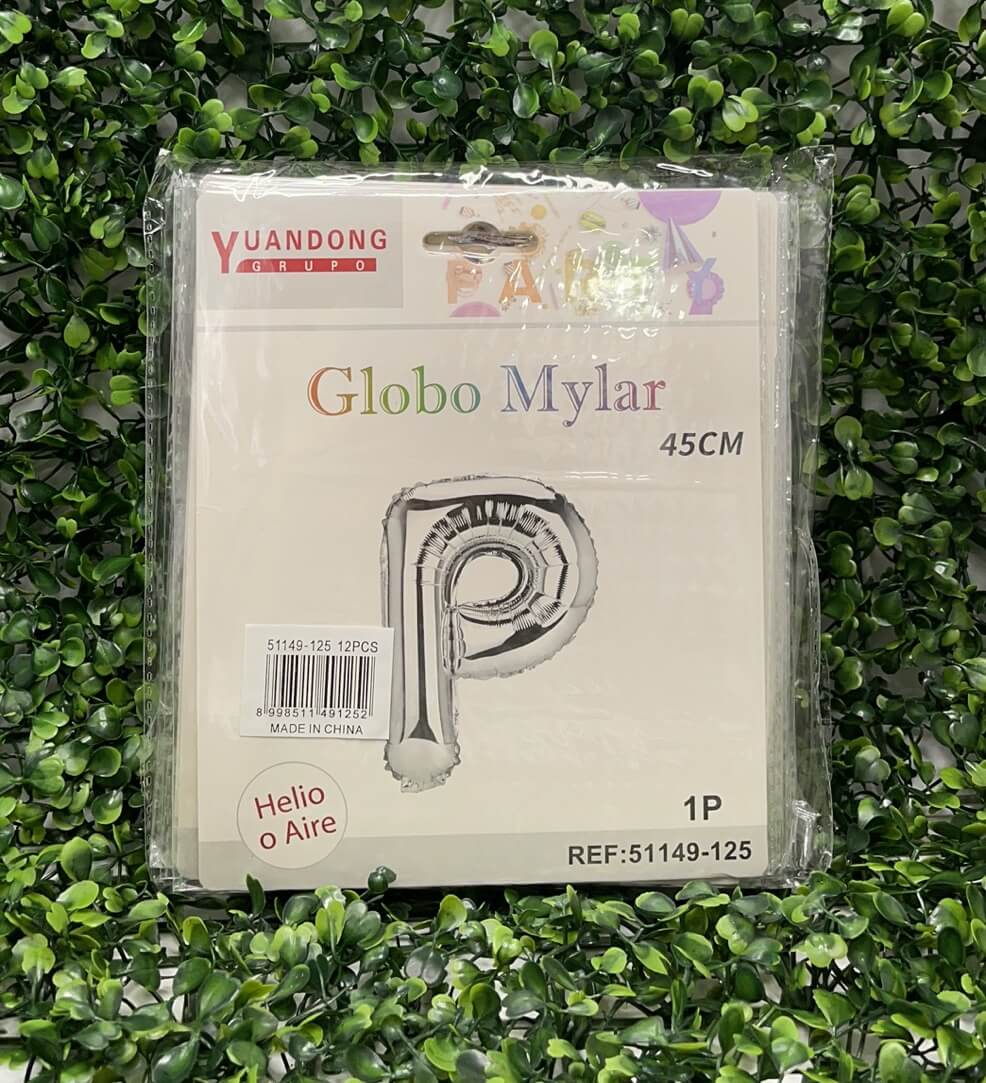 YUANDONG
GRUPO
PARTY
Globo Mylar
45CM
P
51149-125 12PCS
8 998511 491252
MADE IN CHINA
Helio
o Aire
1P
REF:51149-125